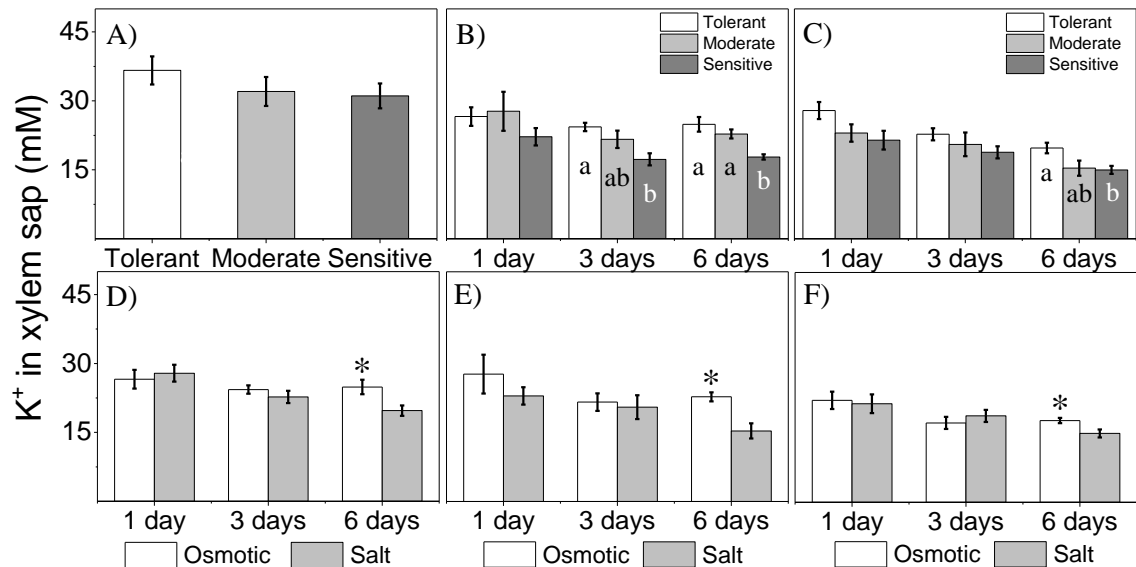 K⁺ in xylem sap (mM)
A)
45
30
15
Tolerant Moderate Sensitive
B)
Tolerant
Moderate
Sensitive
a ab b a a b
1 day 3 days 6 days
C)
Tolerant
Moderate
Sensitive
a ab b
1 day 3 days 6 days
D)
45
30
15
*
1 day 3 days 6 days
Osmotic Salt
E)
*
1 day 3 days 6 days
Osmotic Salt
F)
*
1 day 3 days 6 days
Osmotic Salt